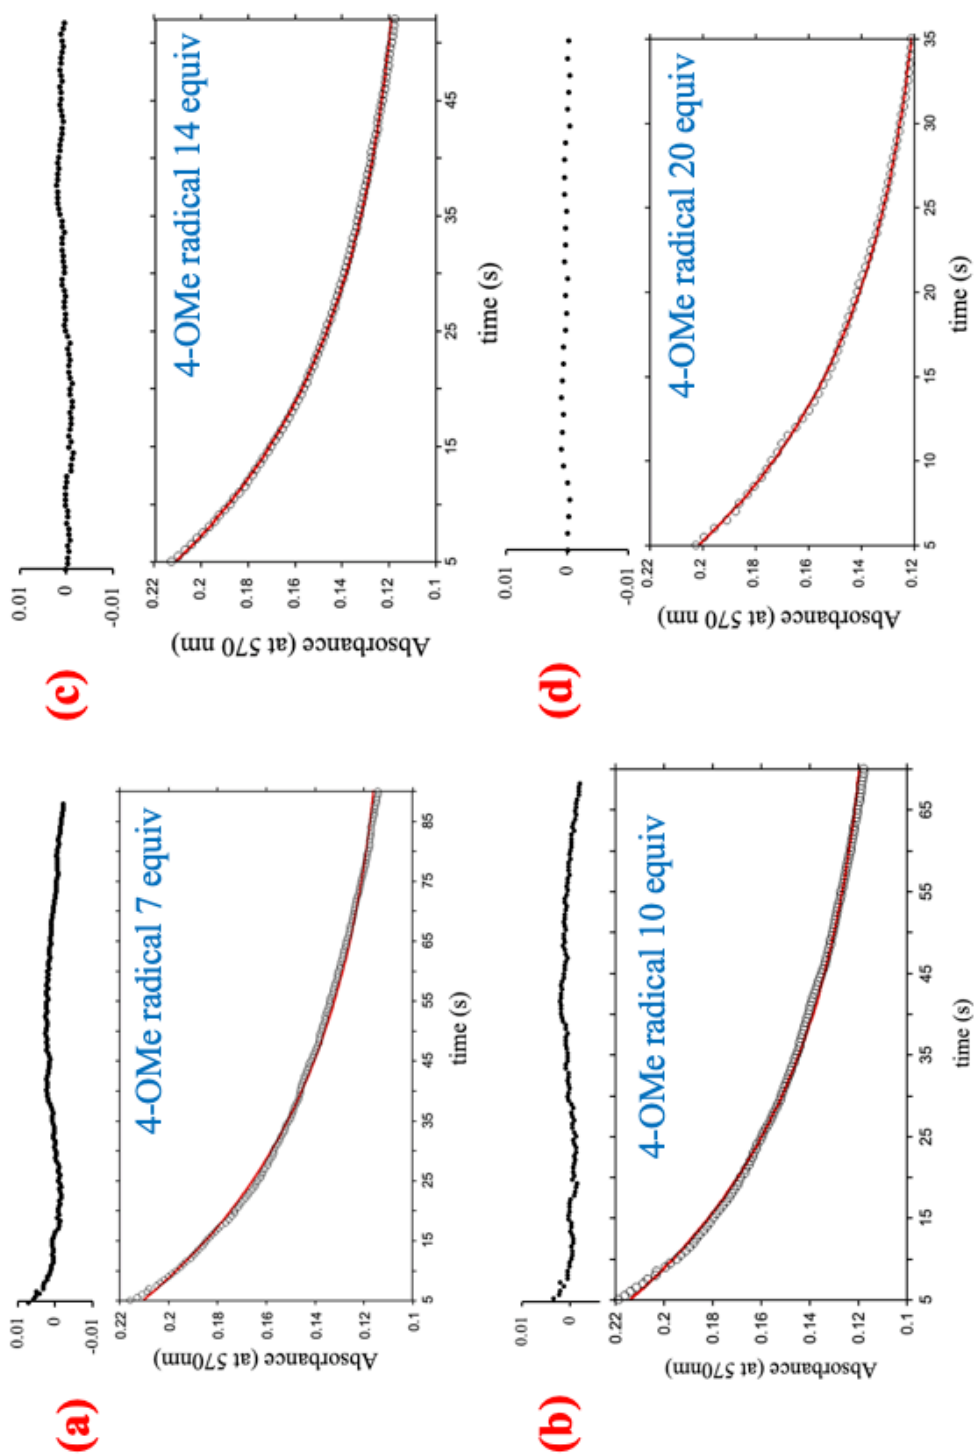 (a)
0.01
0
-0.01
0.22
0.2
0.18
0.16
0.14
0.12
0.1
Absorbance (at 570nm)
4-OMe radical 7 equiv
5 15 25 35 45 55 65 75 85
time (s)
(c)
0.01
0
-0.01
0.22
0.2
0.18
0.16
0.14
0.12
0.1
Absorbance (at 570 nm)
4-OMe radical 14 equiv
5 15 25 35 45
time (s)
(b)
0.01
0
-0.01
0.22
0.2
0.18
0.16
0.14
0.12
0.1
Absorbance (at 570nm)
4-OMe radical 10 equiv
5 15 25 35 45 55 65
time (s)
(d)
0.01
0
-0.01
0.22
0.2
0.18
0.16
0.14
0.12
Absorbance (at 570 nm)
4-OMe radical 20 equiv
5 10 15 20 25 30 35
time (s)